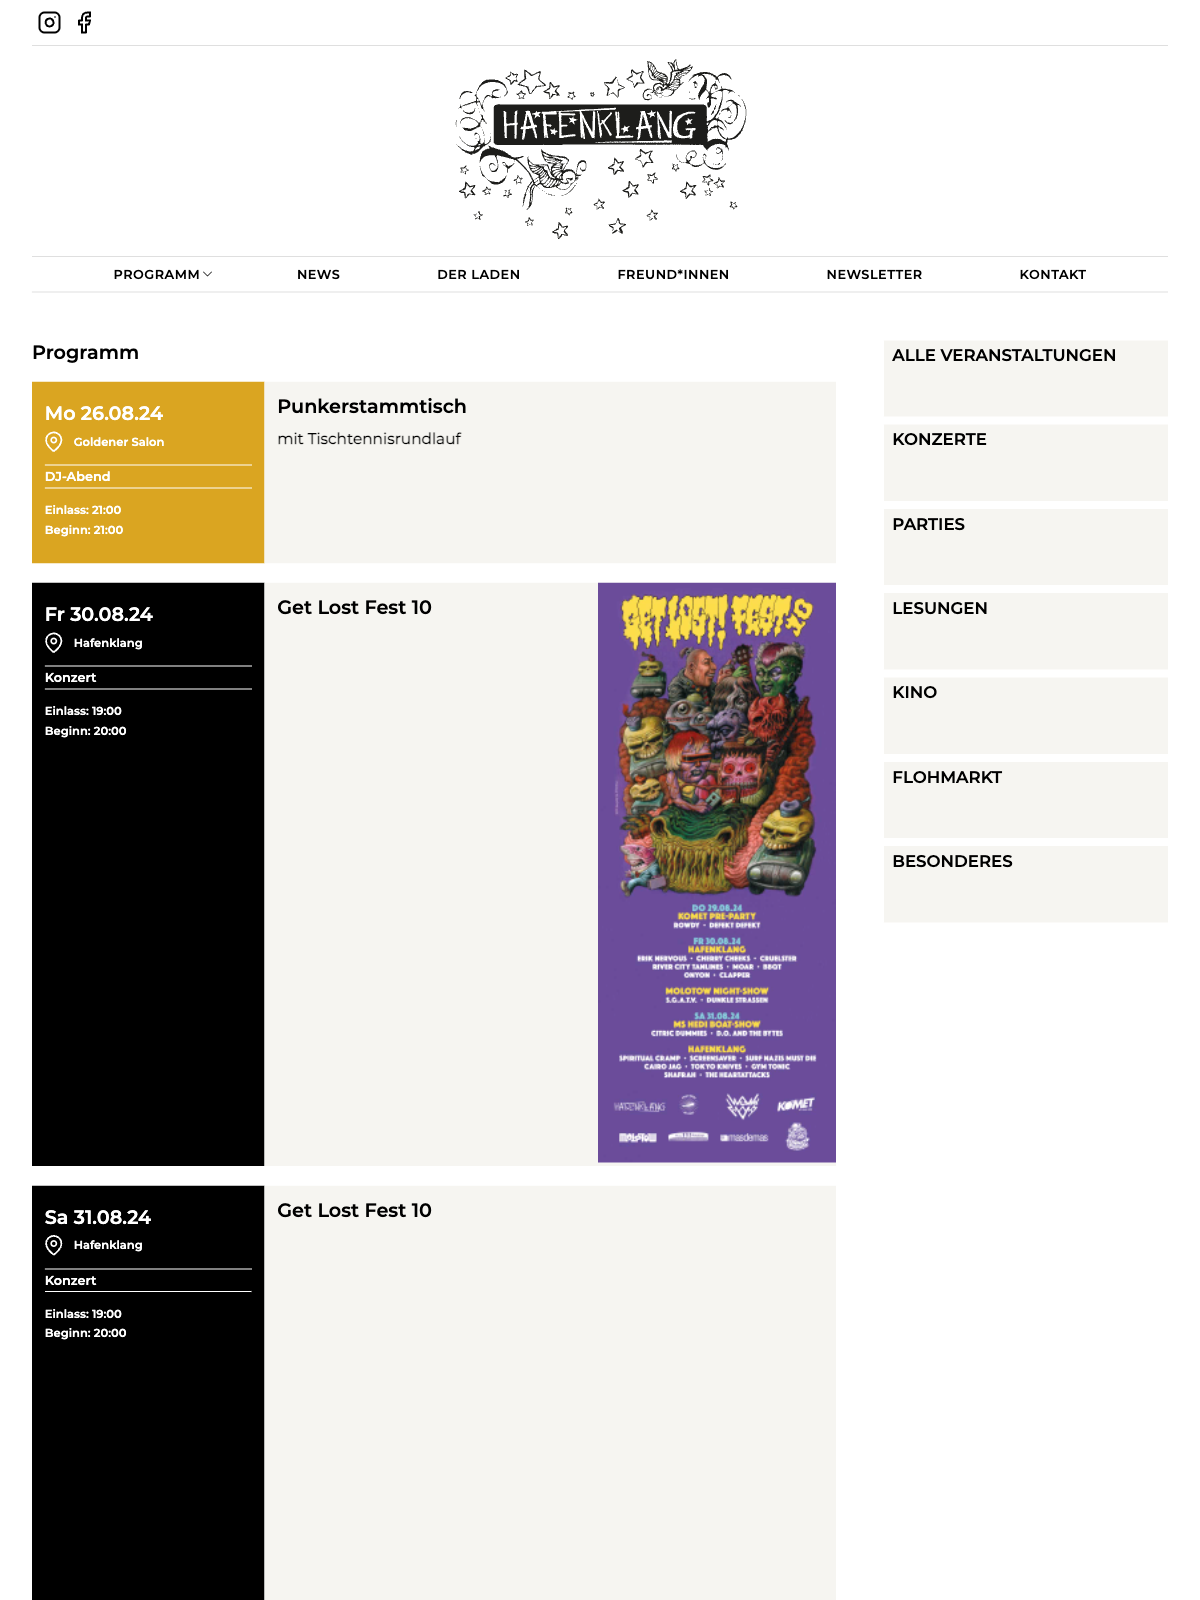 HAFENKLANG
PROGRAMM
NEWS
DER LADEN
FREUND*INNEN
NEWSLETTER
KONTAKT
Programm
Mo 26.08.24
Goldener Salon
DJ-Abend
Einlass: 21:00
Beginn: 21:00
Punkerstammtisch
mit Tischtennisrundlauf
Fr 30.08.24
Hafenklang
Konzert
Einlass: 19:00
Beginn: 20:00
Get Lost Fest 10
GET LOST! FEST 10
DO 29.08.24
KOMET PRE-PARTY
ROWDY • DEFEKT DEFEKT
FR 30.08.24
HAFENKLANG
ERIK NERVOUS • CHERRY CHEEKS • CRUELSTER
RIVER CITY TANLINES • MOAR • BBOT
ONYON • CLAPPER
MOLOTOW NIGHT-SHOW
S.G.A.T.V. • DUNKLE STRASSEN
SA 31.08.24
MS HEDI BOAT-SHOW
CITRIC DUMMIES • D.O. AND THE BYTES
HAFENKLANG
SPIRITUAL CRAMP • SCREENSAVER • SURF NAZIS MUST DIE
CAIRO JAG • TOKYO KNIVES • GYM TONIC
SHAFRAH • THE HEARTATTACKS
HAFENKLANG
KOMET
MOLOTOW
masdemas
Sa 31.08.24
Hafenklang
Konzert
Einlass: 19:00
Beginn: 20:00
Get Lost Fest 10
ALLE VERANSTALTUNGEN
KONZERTE
PARTIES
LESUNGEN
KINO
FLOHMARKT
BESONDERES